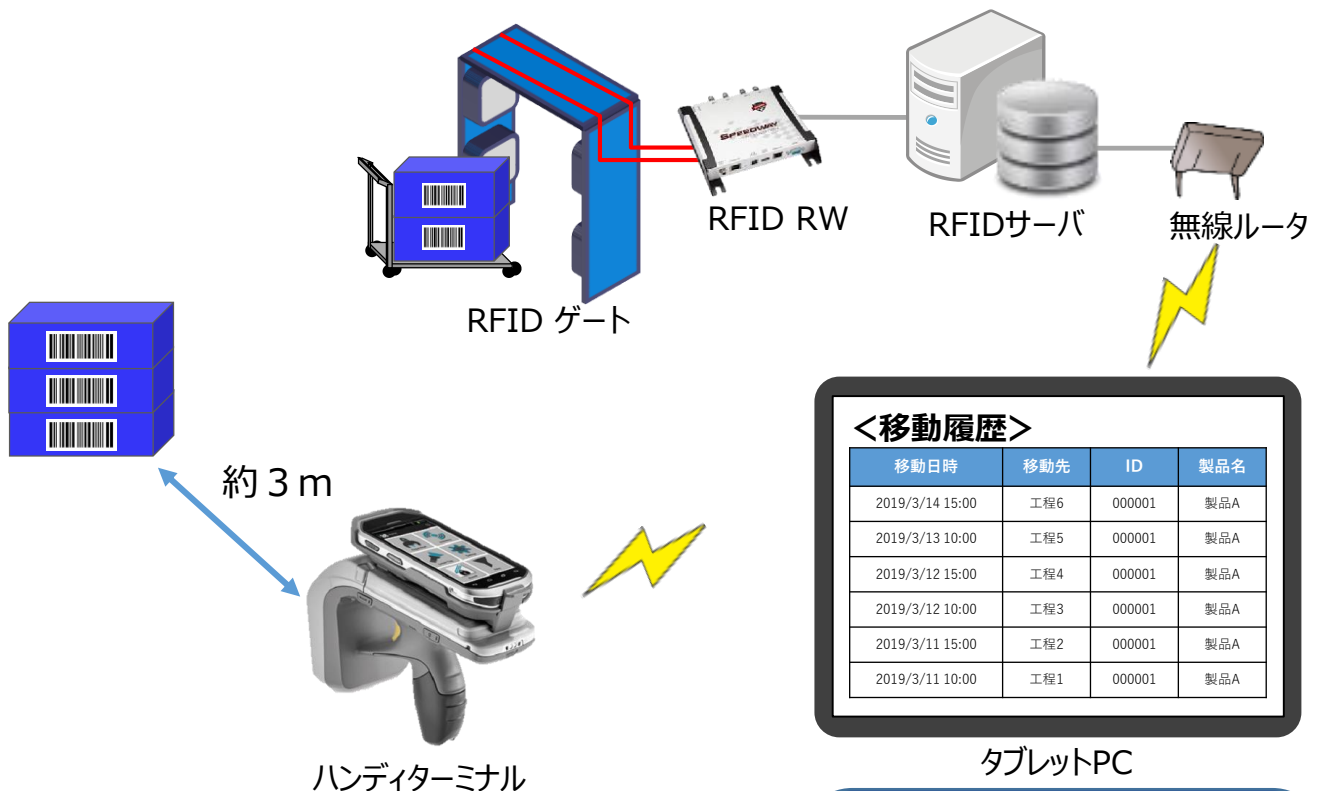 SPEEDWAY
RFID RW
RFIDサーバ
無線ルータ
RFID ゲート
約３ｍ
＜移動履歴＞
移動日時 移動先 ID 製品名
2019/3/14 15:00 工程6 000001 製品A
2019/3/13 10:00 工程5 000001 製品A
2019/3/12 15:00 工程4 000001 製品A
2019/3/12 10:00 工程3 000001 製品A
2019/3/11 15:00 工程2 000001 製品A
2019/3/11 10:00 工程1 000001 製品A
ハンディターミナル
タブレットPC